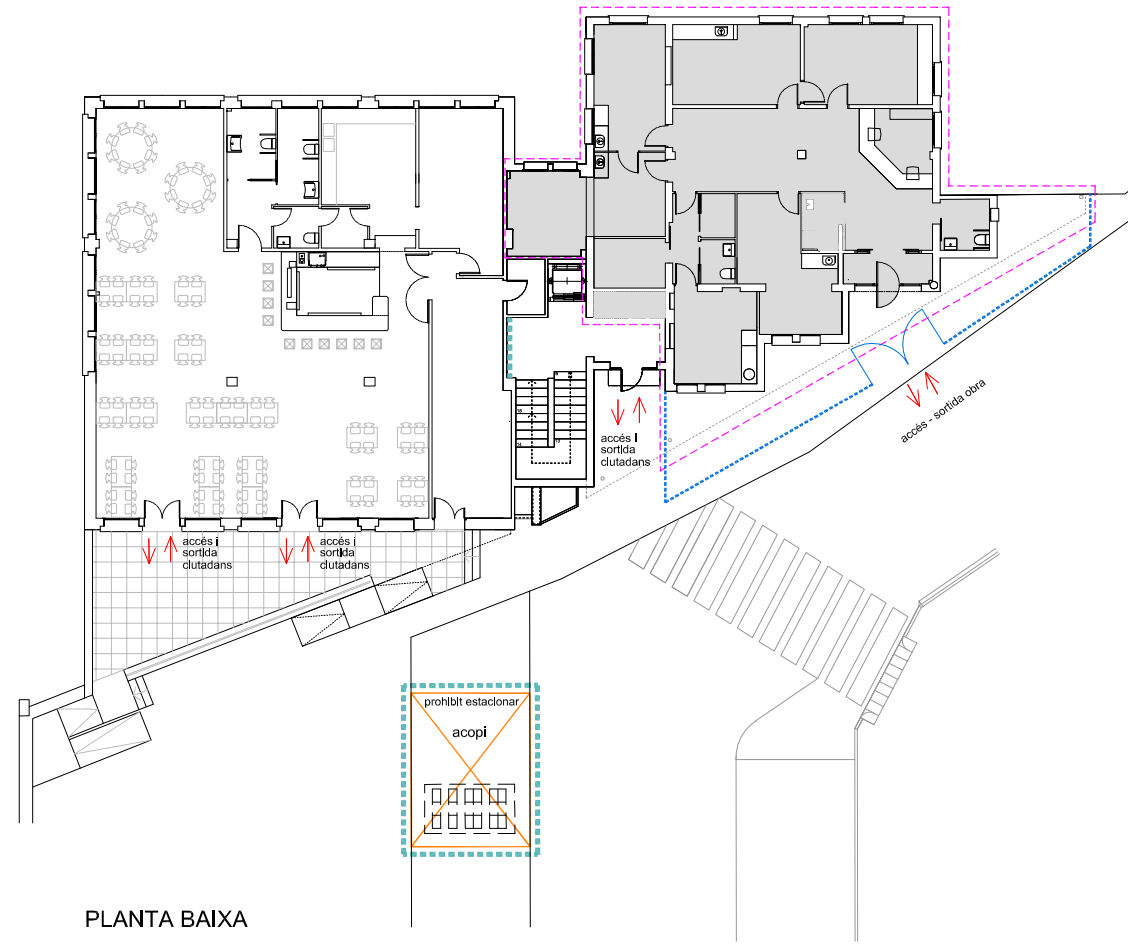 accés i
sortida
ciutadans
accés - sortida obra
accés i
sortida
ciutadans
accés i
sortida
ciutadans
prohibit estacionar
acopi
PLANTA BAIXA